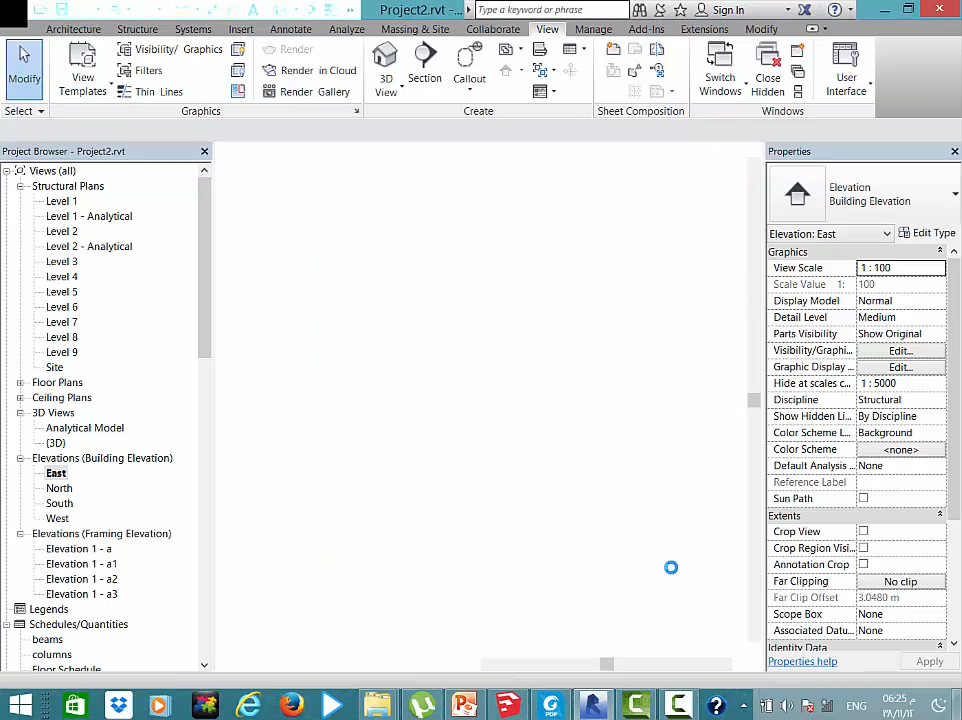 Project2.rvt -...
Type a keyword or phrase
Sign In
Architecture Structure Systems Insert Annotate Analyze Massing & Site Collaborate View Manage Add-Ins Extensions Modify
Modify
View
Templates
Visibility/ Graphics
Filters
Thin Lines
Render
Render in Cloud
Render Gallery
3D
View
Section
Callout
Switch
Windows
Close
Hidden
User
Interface
Select Graphics Create Sheet Composition Windows
Project Browser - Project2.rvt
Views (all)
Structural Plans
Level 1
Level 1 - Analytical
Level 2
Level 2 - Analytical
Level 3
Level 4
Level 5
Level 6
Level 7
Level 8
Level 9
Site
Floor Plans
Ceiling Plans
3D Views
Analytical Model
{3D}
Elevations (Building Elevation)
East
North
South
West
Elevations (Framing Elevation)
Elevation 1 - a
Elevation 1 - a1
Elevation 1 - a2
Elevation 1 - a3
Legends
Schedules/Quantities
beams
columns
Floor Schedule
Properties
Elevation
Building Elevation
Elevation: East Edit Type
Graphics
View Scale 1 : 100
Scale Value 1: 100
Display Model Normal
Detail Level Medium
Parts Visibility Show Original
Visibility/Graphi... Edit...
Graphic Display ... Edit...
Hide at scales c... 1 : 5000
Discipline Structural
Show Hidden Li... By Discipline
Color Scheme L... Background
Color Scheme <none>
Default Analysis ... None
Reference Label
Sun Path
Extents
Crop View
Crop Region Visi...
Annotation Crop
Far Clipping No clip
Far Clip Offset 3.0480 m
Scope Box None
Associated Datu... None
Identity Data
Properties help Apply
PDF
ENG
06:25 م